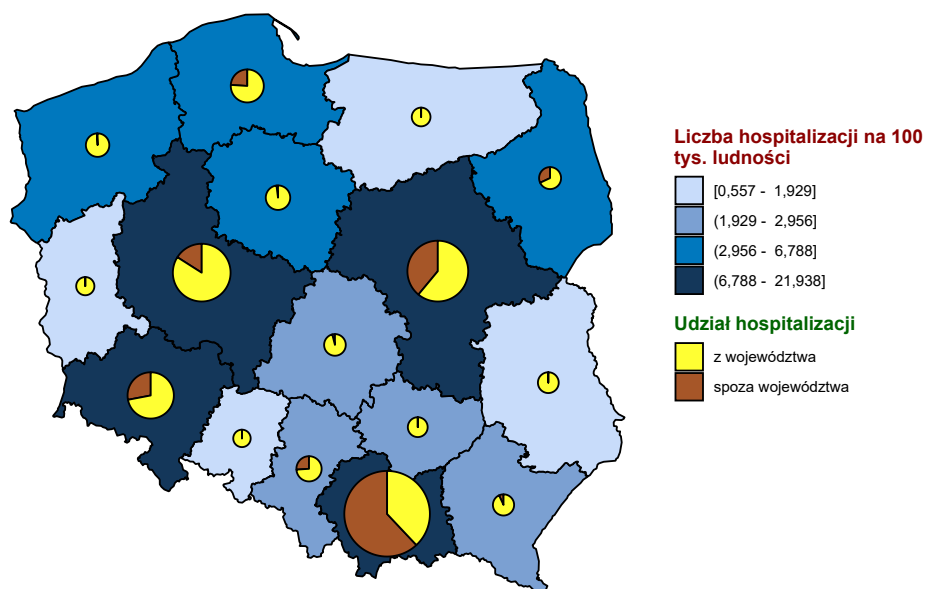 Liczba hospitalizacji na 100
tys. ludności
[0,557 - 1,929]
(1,929 - 2,956]
(2,956 - 6,788]
(6,788 - 21,938]
Udział hospitalizacji
z województwa
spoza województwa